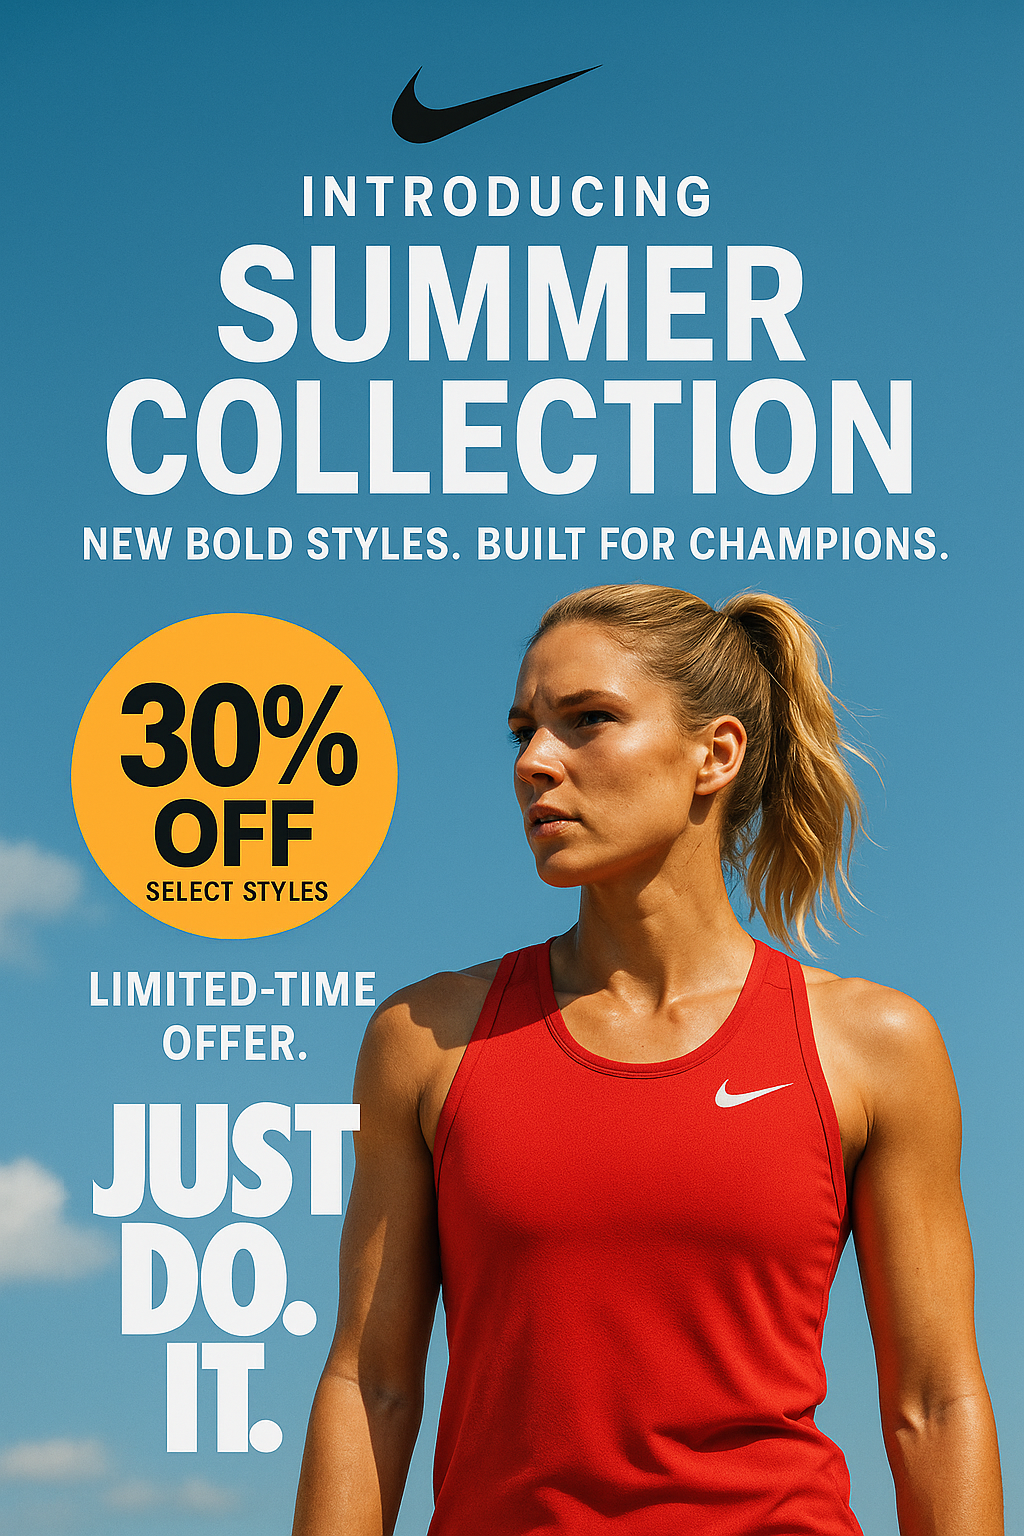 INTRODUCING
SUMMER
COLLECTION
NEW BOLD STYLES. BUILT FOR CHAMPIONS.
30%
OFF
SELECT STYLES
LIMITED-TIME
OFFER.
JUST
DO.
IT.